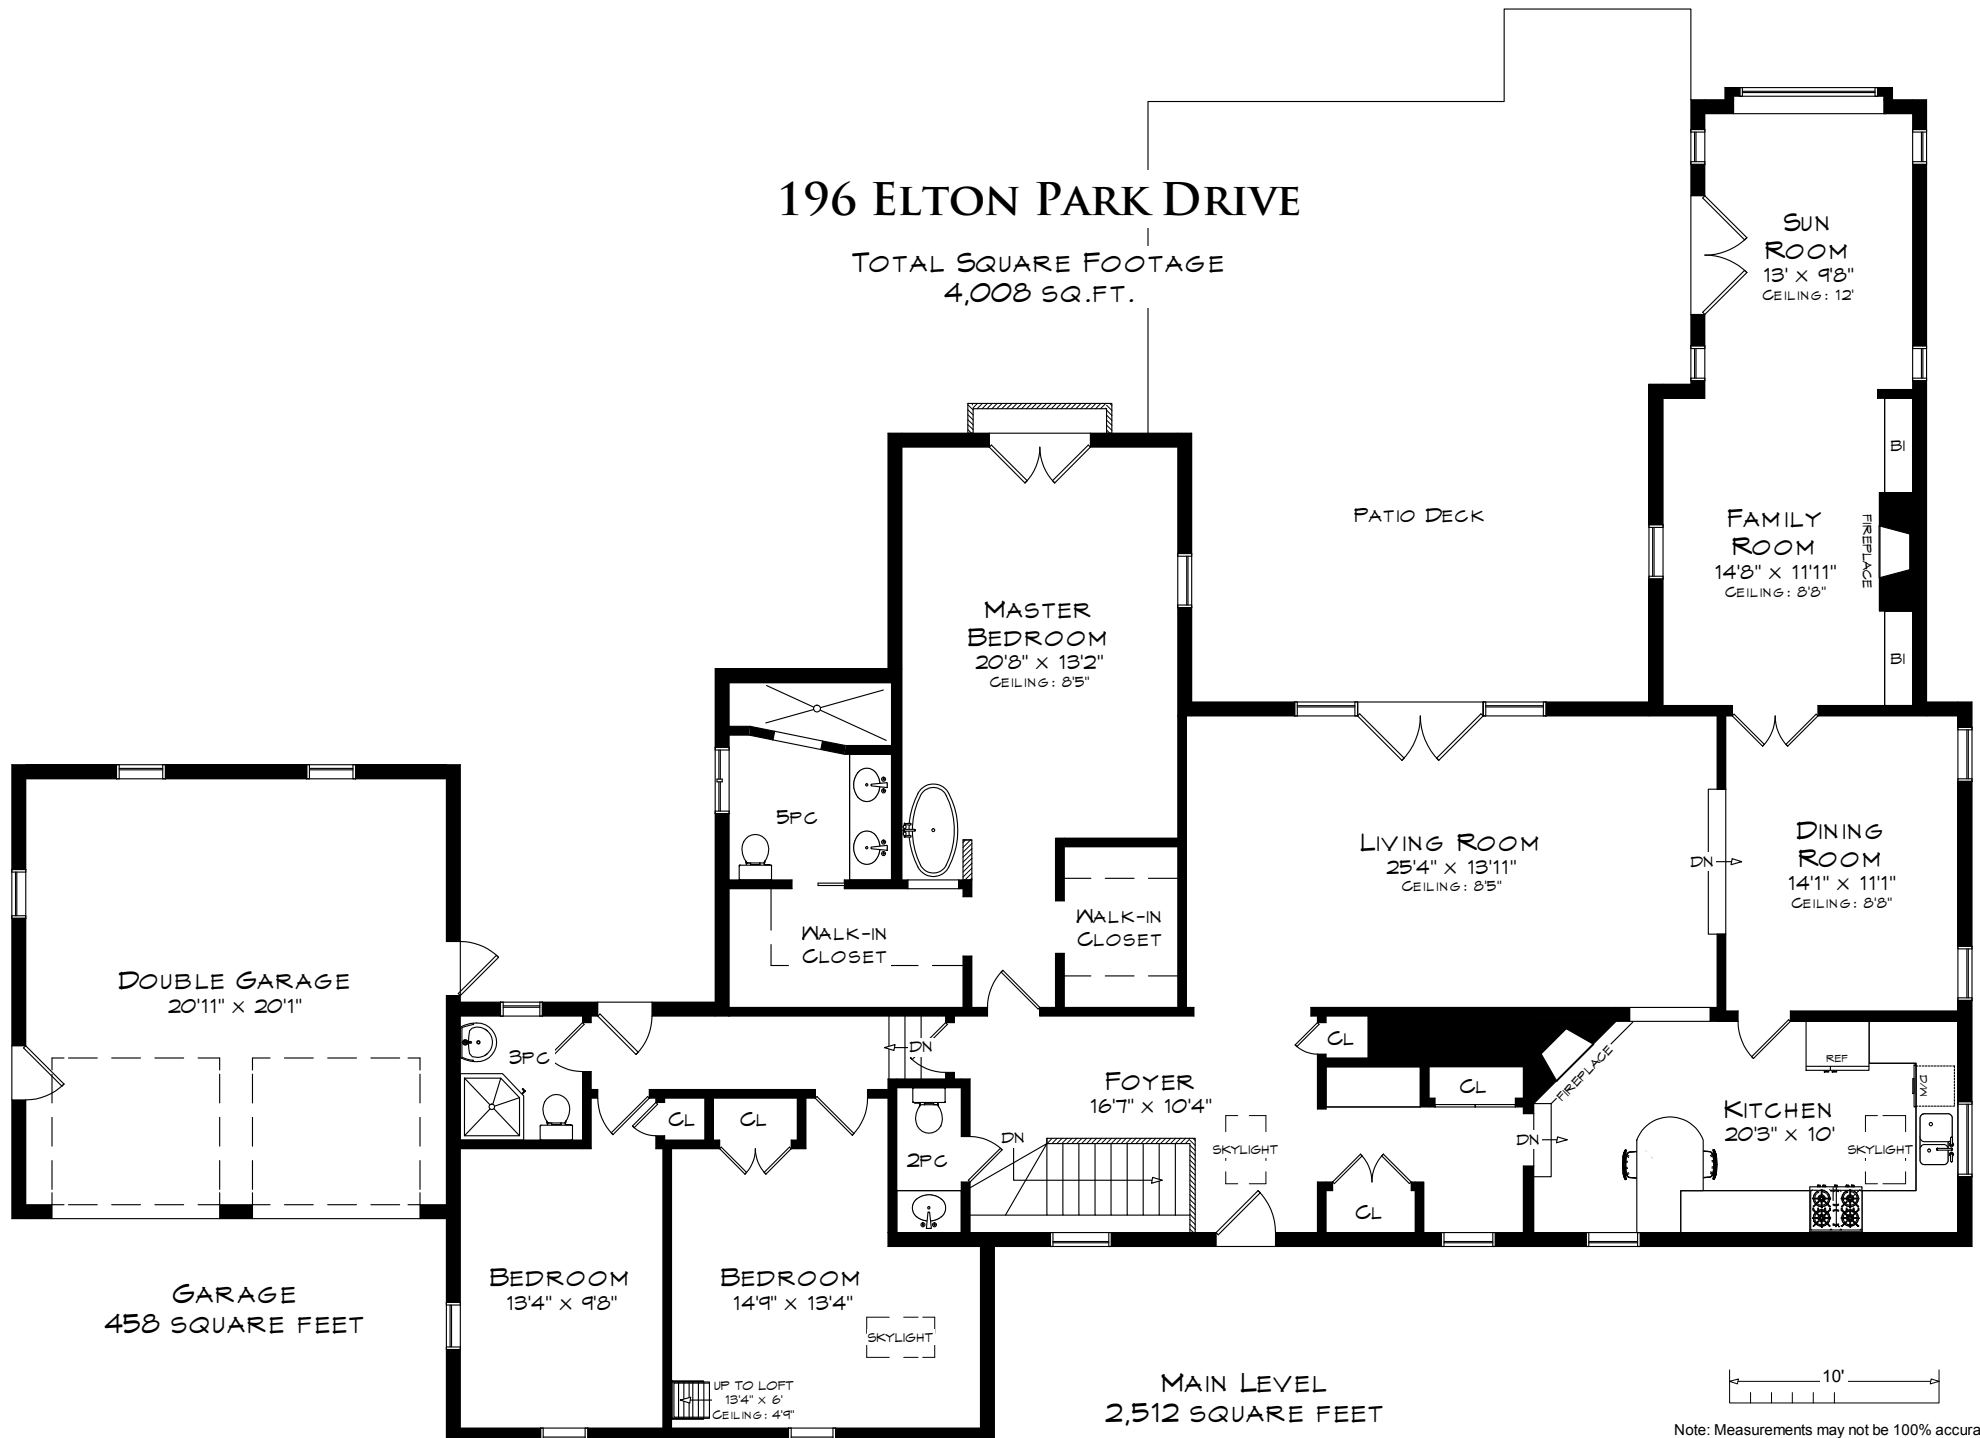 196 ELTON PARK DRIVE
TOTAL SQUARE FOOTAGE
4,008 SQ.FT.
SUN
ROOM
13' X 9'8"
CEILING: 12'
BI
FIREPLACE
FAMILY
ROOM
14'8" X 11'11"
CEILING: 8'8"
BI
PATIO DECK
MASTER
BEDROOM
20'8" X 13'2"
CEILING: 8'5"
5PC
WALK-IN
CLOSET
WALK-IN
CLOSET
LIVING ROOM
25'4" X 13'11"
CEILING: 8'5"
DN
DINING
ROOM
14'1" X 11'1"
CEILING: 8'8"
DOUBLE GARAGE
20'11" X 20'1"
3PC
DN
CL
CL
FOYER
16'7" X 10'4"
DN
2PC
SKYLIGHT
CL
CL
CL
FIREPLACE
DN
REF
D/W
KITCHEN
20'3" X 10'
SKYLIGHT
GARAGE
458 SQUARE FEET
BEDROOM
13'4" X 9'8"
BEDROOM
14'9" X 13'4"
SKYLIGHT
UP TO LOFT
13'4" X 6'
CEILING: 4'9"
MAIN LEVEL
2,512 SQUARE FEET
10'
Note: Measurements may not be 100% accura